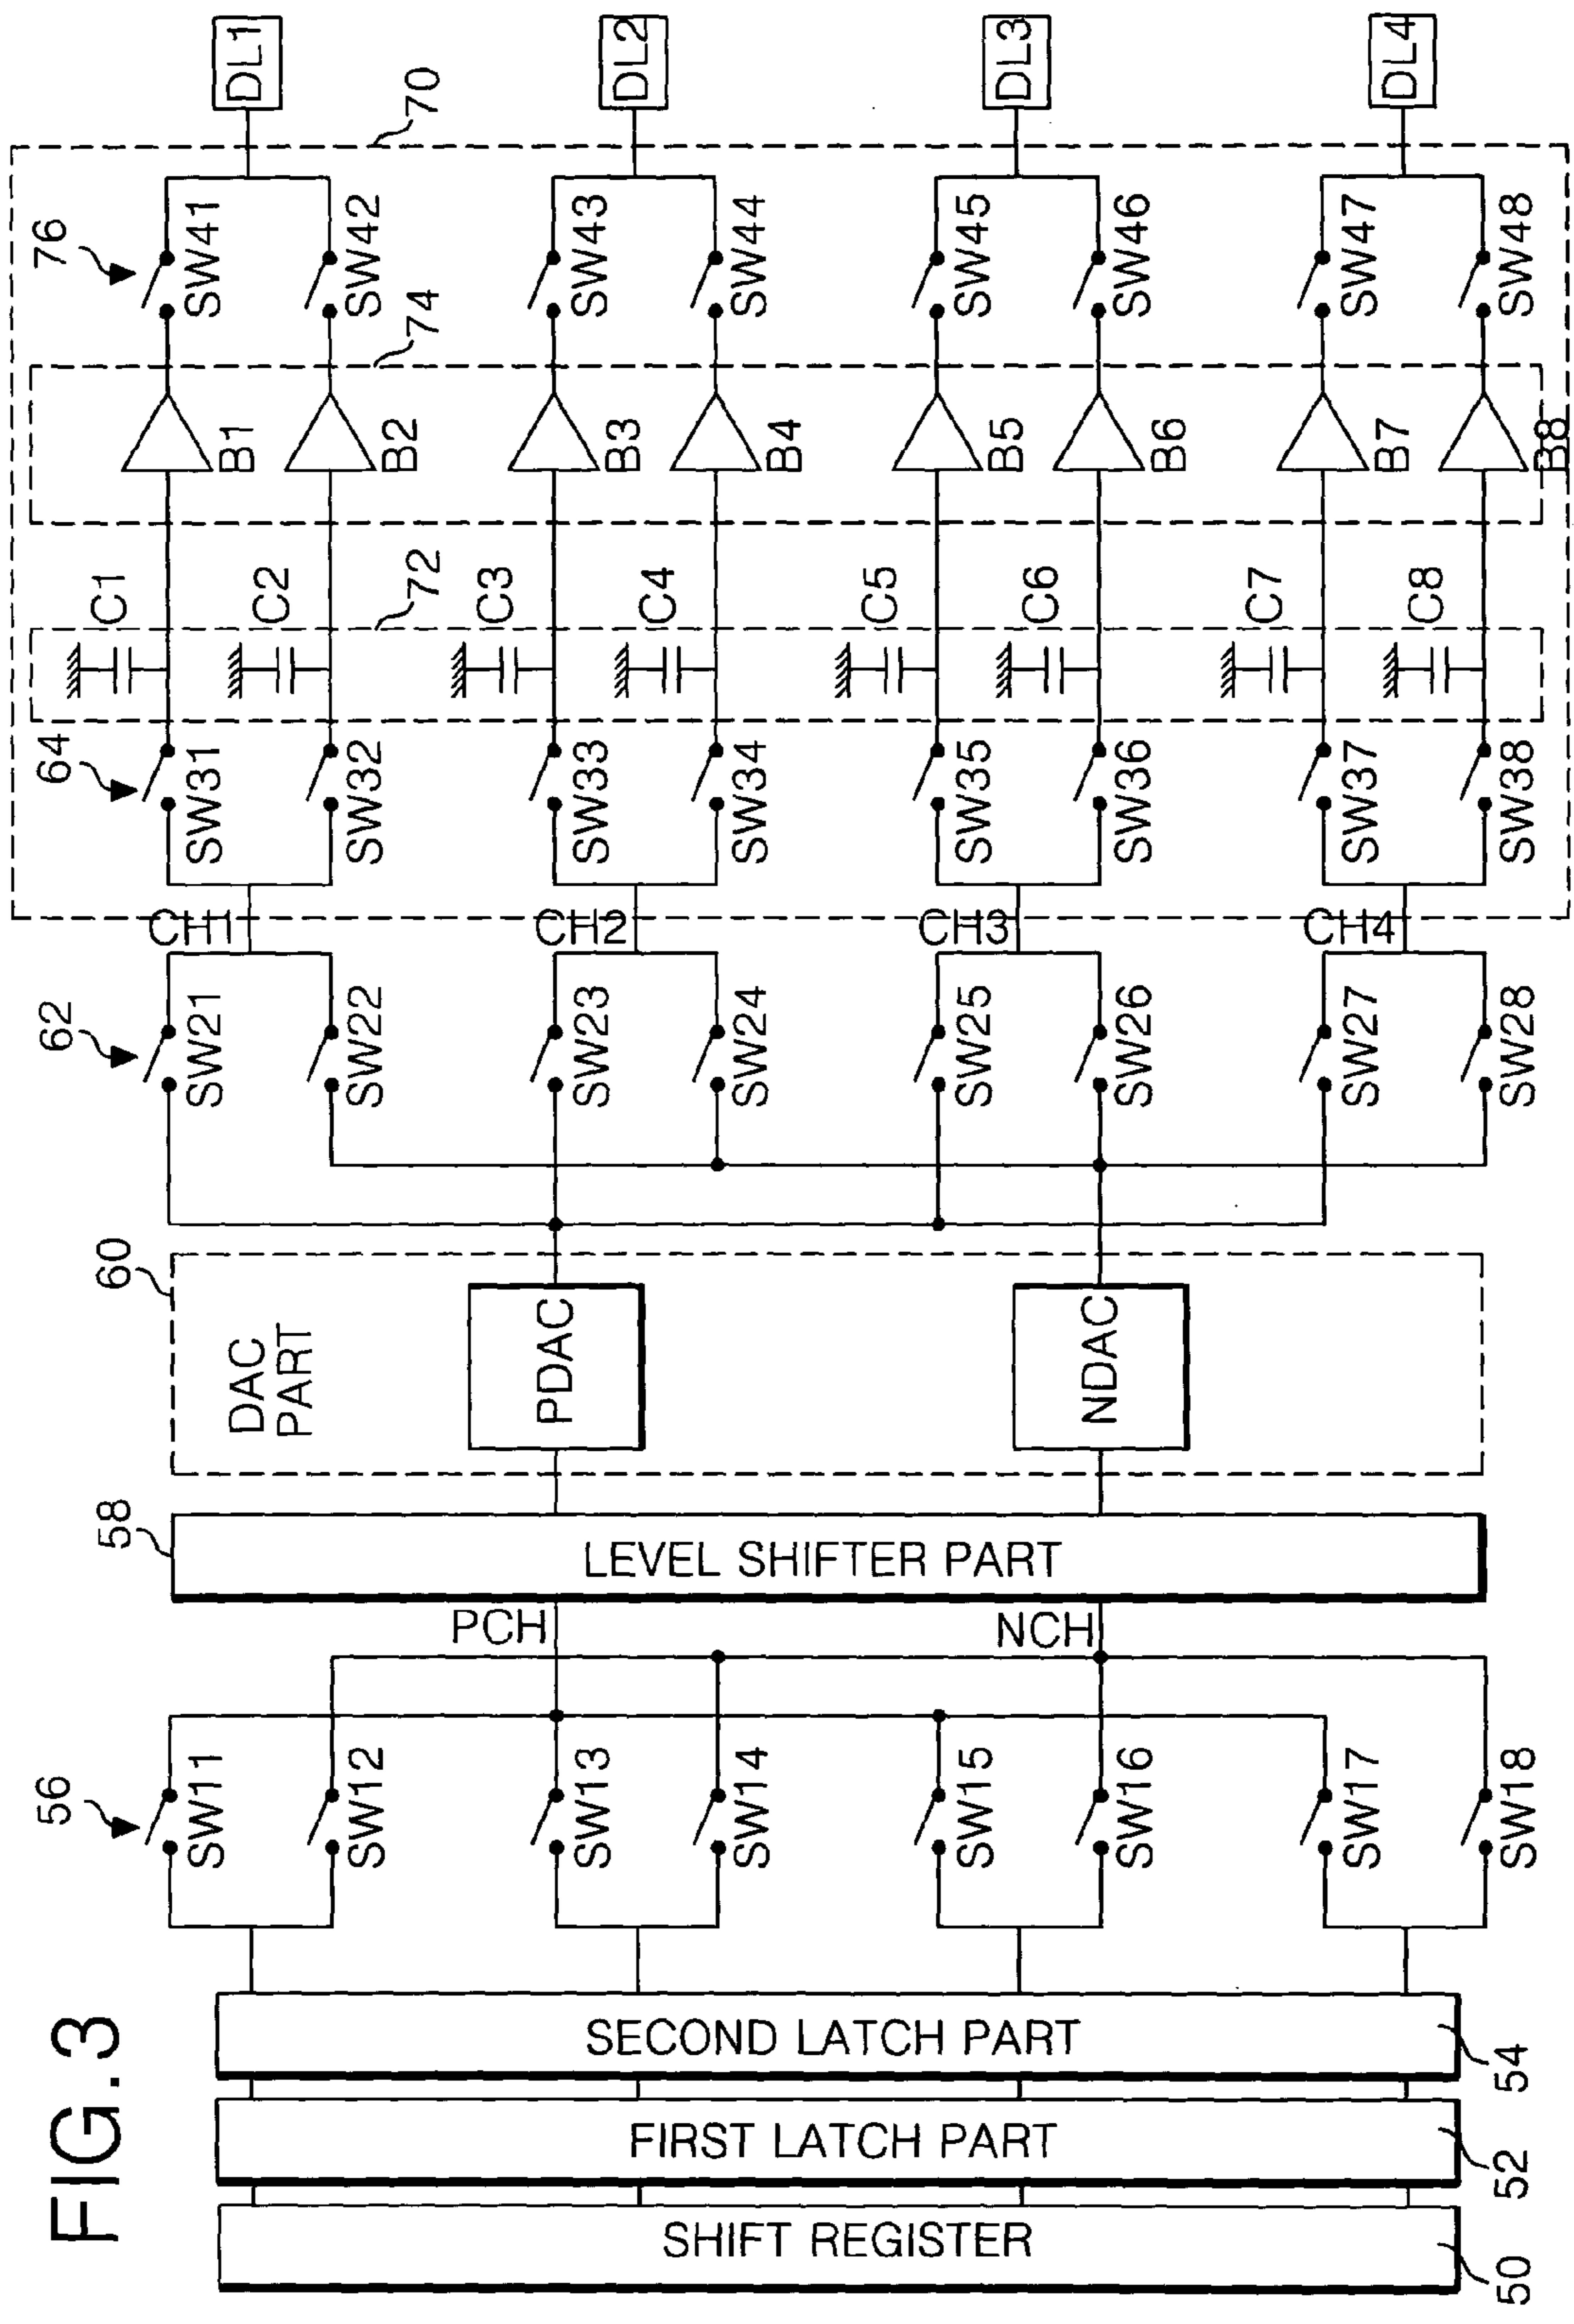 FIG.3
DL1
DL2
DL3
DL4
70
76
SW41
SW42
SW43
SW44
SW45
SW46
SW47
SW48
74
B1
B2
B3
B4
B5
B6
B7
B8
72
C1
C2
C3
C4
C5
C6
C7
C8
64
SW31
SW32
SW33
SW34
SW35
SW36
SW37
SW38
CH1
CH2
CH3
CH4
62
SW21
SW22
SW23
SW24
SW25
SW26
SW27
SW28
60
DAC
PART
PDAC
NDAC
58
LEVEL SHIFTER PART
PCH
NCH
56
SW11
SW12
SW13
SW14
SW15
SW16
SW17
SW18
SECOND LATCH PART
54
FIRST LATCH PART
52
SHIFT REGISTER
50